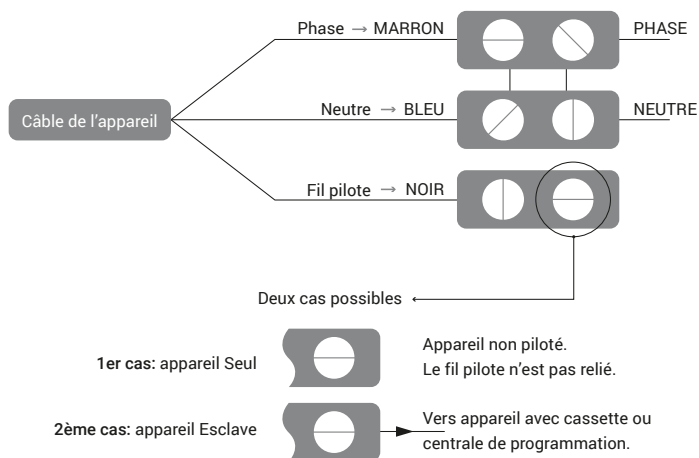 Phase → MARRON
PHASE
Câble de l'appareil
Neutre → BLEU
NEUTRE
Fil pilote → NOIR
Deux cas possibles
1er cas: appareil Seul
Appareil non piloté.
Le fil pilote n'est pas relié.
2ème cas: appareil Esclave
Vers appareil avec cassette ou
centrale de programmation.